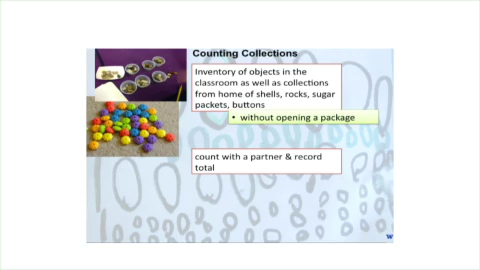 Counting Collections
Inventory of objects in the
classroom as well as collections
from home of shells, rocks, sugar
packets, buttons
• without opening a package
count with a partner & record
total
W